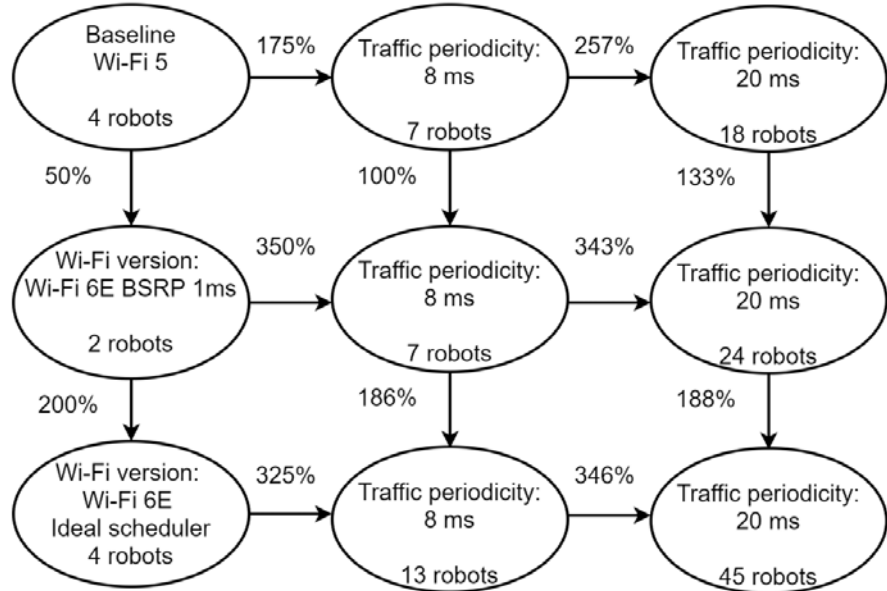 Baseline
Wi-Fi 5
4 robots
175%
Traffic periodicity:
8 ms
7 robots
257%
Traffic periodicity:
20 ms
18 robots
50%
100%
133%
Wi-Fi version:
Wi-Fi 6E BSRP 1ms
2 robots
350%
Traffic periodicity:
8 ms
7 robots
343%
Traffic periodicity:
20 ms
24 robots
200%
186%
188%
Wi-Fi version:
Wi-Fi 6E
Ideal scheduler
4 robots
325%
Traffic periodicity:
8 ms
13 robots
346%
Traffic periodicity:
20 ms
45 robots